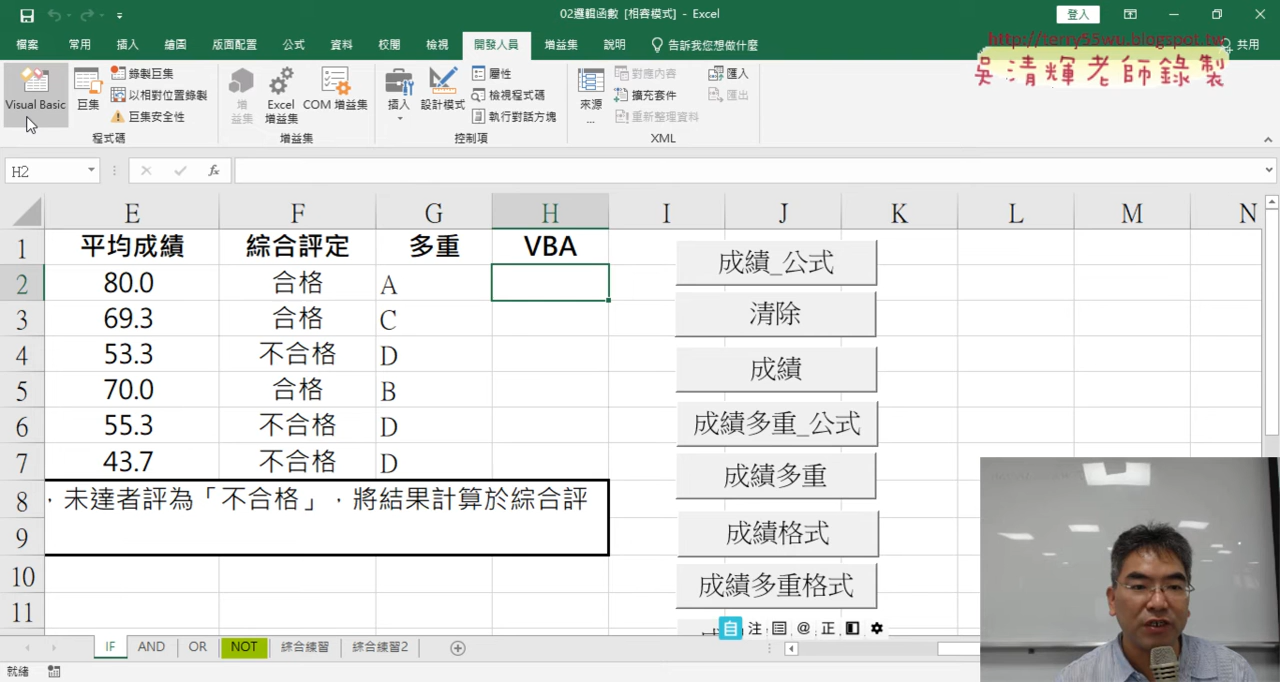 02邏輯函數 [相容模式] - Excel
登入
檔案 常用 插入 繪圖 版面配置 公式 資料 校閱 檢視 開發人員 增益集 說明 告訴我您想做什麼 共用
http://terry55wu.blogspot.tw
吳清輝老師錄製
Visual Basic
巨集
錄製巨集
以相對位置錄製
巨集安全性
程式碼
增益集
Excel 增益集
COM 增益集
增益集
插入
設計模式
屬性
檢視程式碼
執行對話方塊
控制項
來源
對應內容
擴充套件
重新整理資料
匯入
匯出
XML
H2
fx
E F G H I J K L M N
1 平均成績 綜合評定 多重 VBA
2 80.0 合格 A
3 69.3 合格 C
4 53.3 不合格 D
5 70.0 合格 B
6 55.3 不合格 D
7 43.7 不合格 D
8 ，未達者評為「不合格」，將結果計算於綜合評
9
10
11
成績_公式
清除
成績
成績多重_公式
成績多重
成績格式
成績多重格式
自 注 @ 正
IF AND OR NOT 綜合練習 綜合練習2
就緒